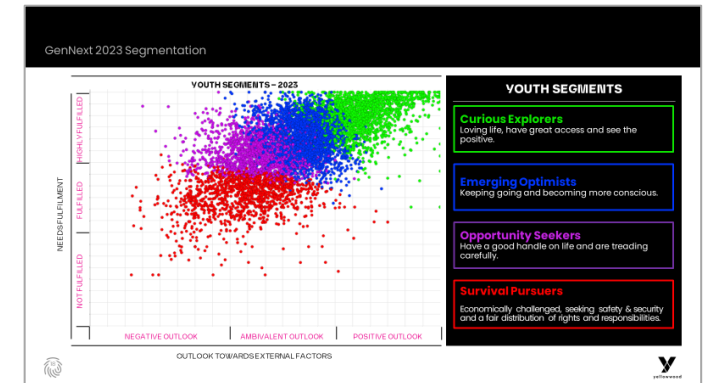 GenNext 2023 Segmentation
YOUTH SEGMENTS – 2023
NEEDS FULFILMENT
HIGHLY FULFILLED
FULFILLED
NOT FULFILLED
NEGATIVE OUTLOOK
AMBIVALENT OUTLOOK
POSITIVE OUTLOOK
OUTLOOK TOWARDS EXTERNAL FACTORS
YOUTH SEGMENTS
Curious Explorers
Loving life, have great access and see the
positive.
Emerging Optimists
Keeping going and becoming more conscious.
Opportunity Seekers
Have a good handle on life and are treading
carefully.
Survival Pursuers
Economically challenged, seeking safety & security
and a fair distribution of rights and responsibilities.
yellowwood